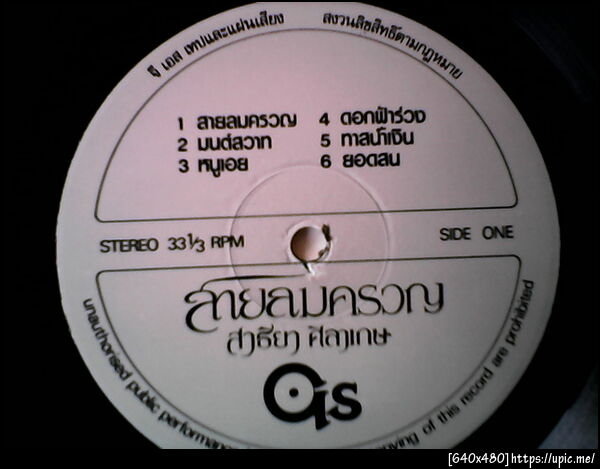 จี เอส เทปและแผ่นเสียง
สงวนลิขสิทธิ์ตามกฎหมาย
1 สายลมครวญ
2 มนต์สวาท
3 หนูเอย
4 ดอกฟ้าร่วง
5 ทาสน้ำเงิน
6 ยอดสน
STEREO 33 1/3 RPM
SIDE ONE
สายลมครวญ
สาธิยา ศิลาเกษ
Gs
unauthorised public performance
copying of this record are prohibited
[640x480]https://upic.me/